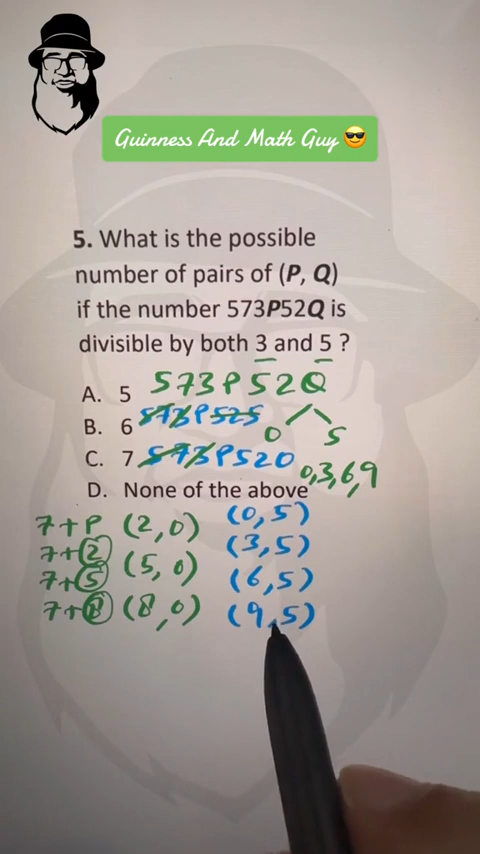 Guinness And Math Guy 😎
5. What is the possible
number of pairs of (P, Q)
if the number 573P52Q is
divisible by both 3 and 5 ?
A. 5 573P52Q
B. 6 573P525 0 5
C. 7 573P520 0,3,6,9
D. None of the above
7+P (2,0) (0,5)
7+2 (5,0) (3,5)
7+5 (8,0) (6,5)
7+8 (9,5)